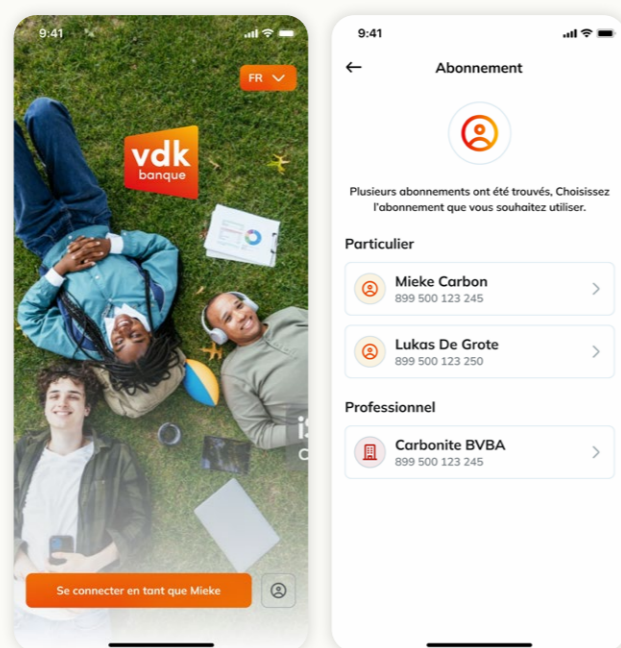 9:41
FR
vdk
banque
Se connecter en tant que Mieke
9:41
Abonnement
Plusieurs abonnements ont été trouvés, Choisissez
l'abonnement que vous souhaitez utiliser.
Particulier
Mieke Carbon
899 500 123 245
Lukas De Grote
899 500 123 250
Professionnel
Carbonite BVBA
899 500 123 245